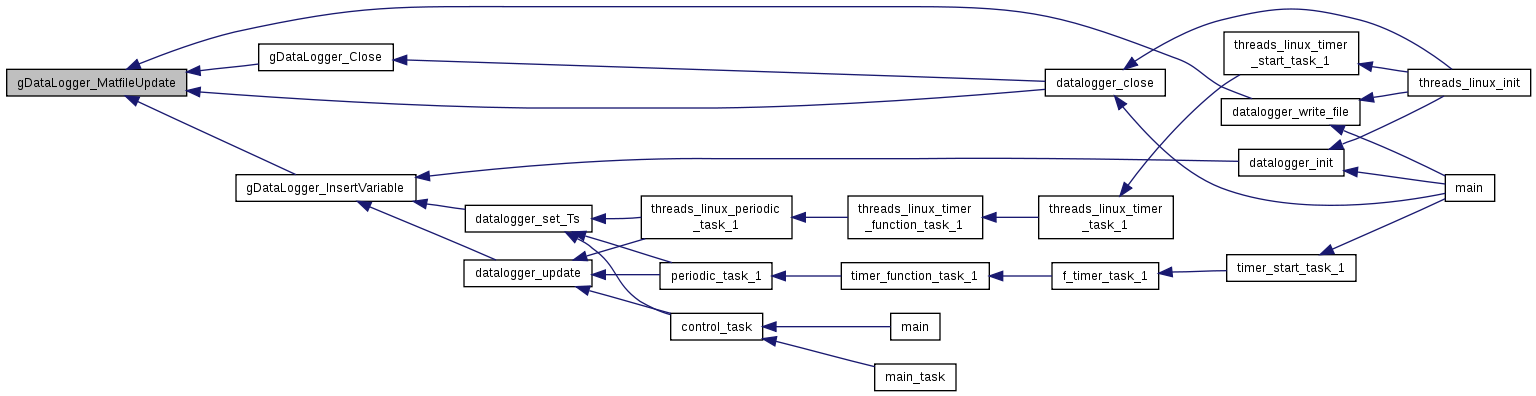 gDataLogger_MatfileUpdate
gDataLogger_Close
gDataLogger_InsertVariable
datalogger_set_Ts
datalogger_update
threads_linux_periodic
_task_1
periodic_task_1
control_task
threads_linux_timer
_function_task_1
timer_function_task_1
main
main_task
datalogger_close
threads_linux_timer
_task_1
f_timer_task_1
threads_linux_timer
_start_task_1
datalogger_write_file
datalogger_init
timer_start_task_1
threads_linux_init
main